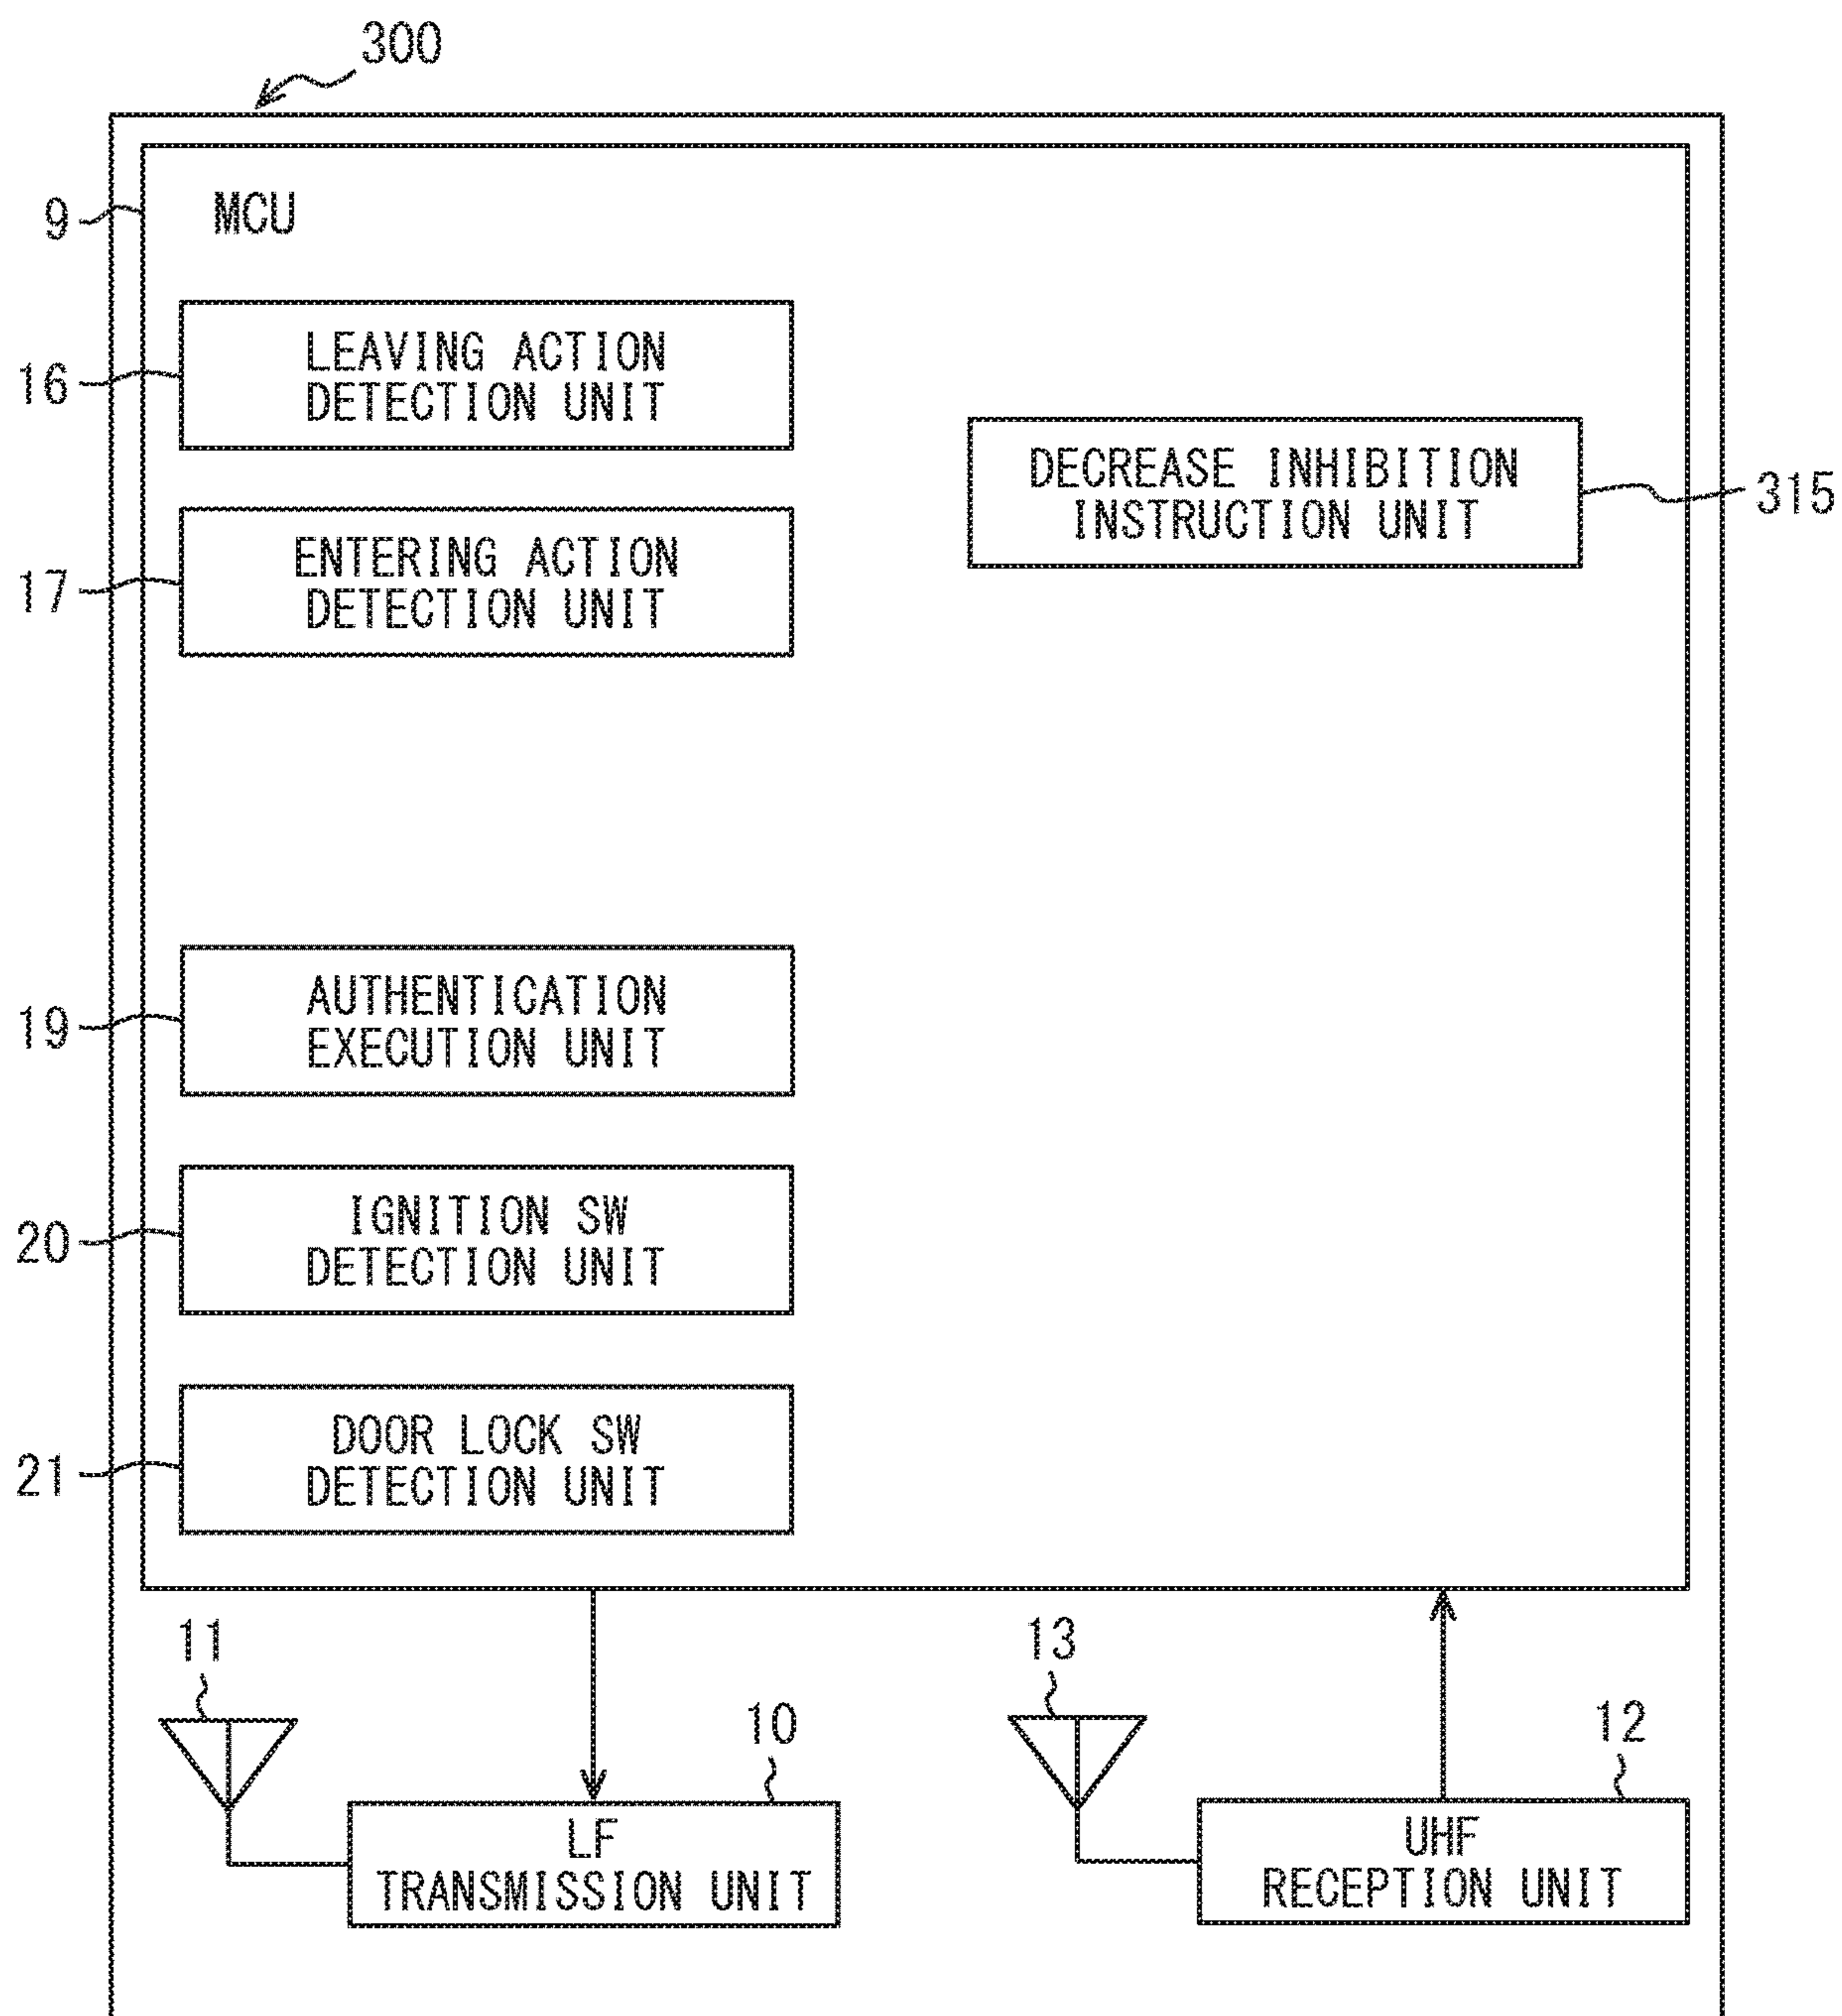 300
9
MCU
16
LEAVING ACTION
DETECTION UNIT
DECREASE INHIBITION
INSTRUCTION UNIT
315
17
ENTERING ACTION
DETECTION UNIT
19
AUTHENTICATION
EXECUTION UNIT
20
IGNITION SW
DETECTION UNIT
21
DOOR LOCK SW
DETECTION UNIT
11
10
LF
TRANSMISSION UNIT
13
12
UHF
RECEPTION UNIT